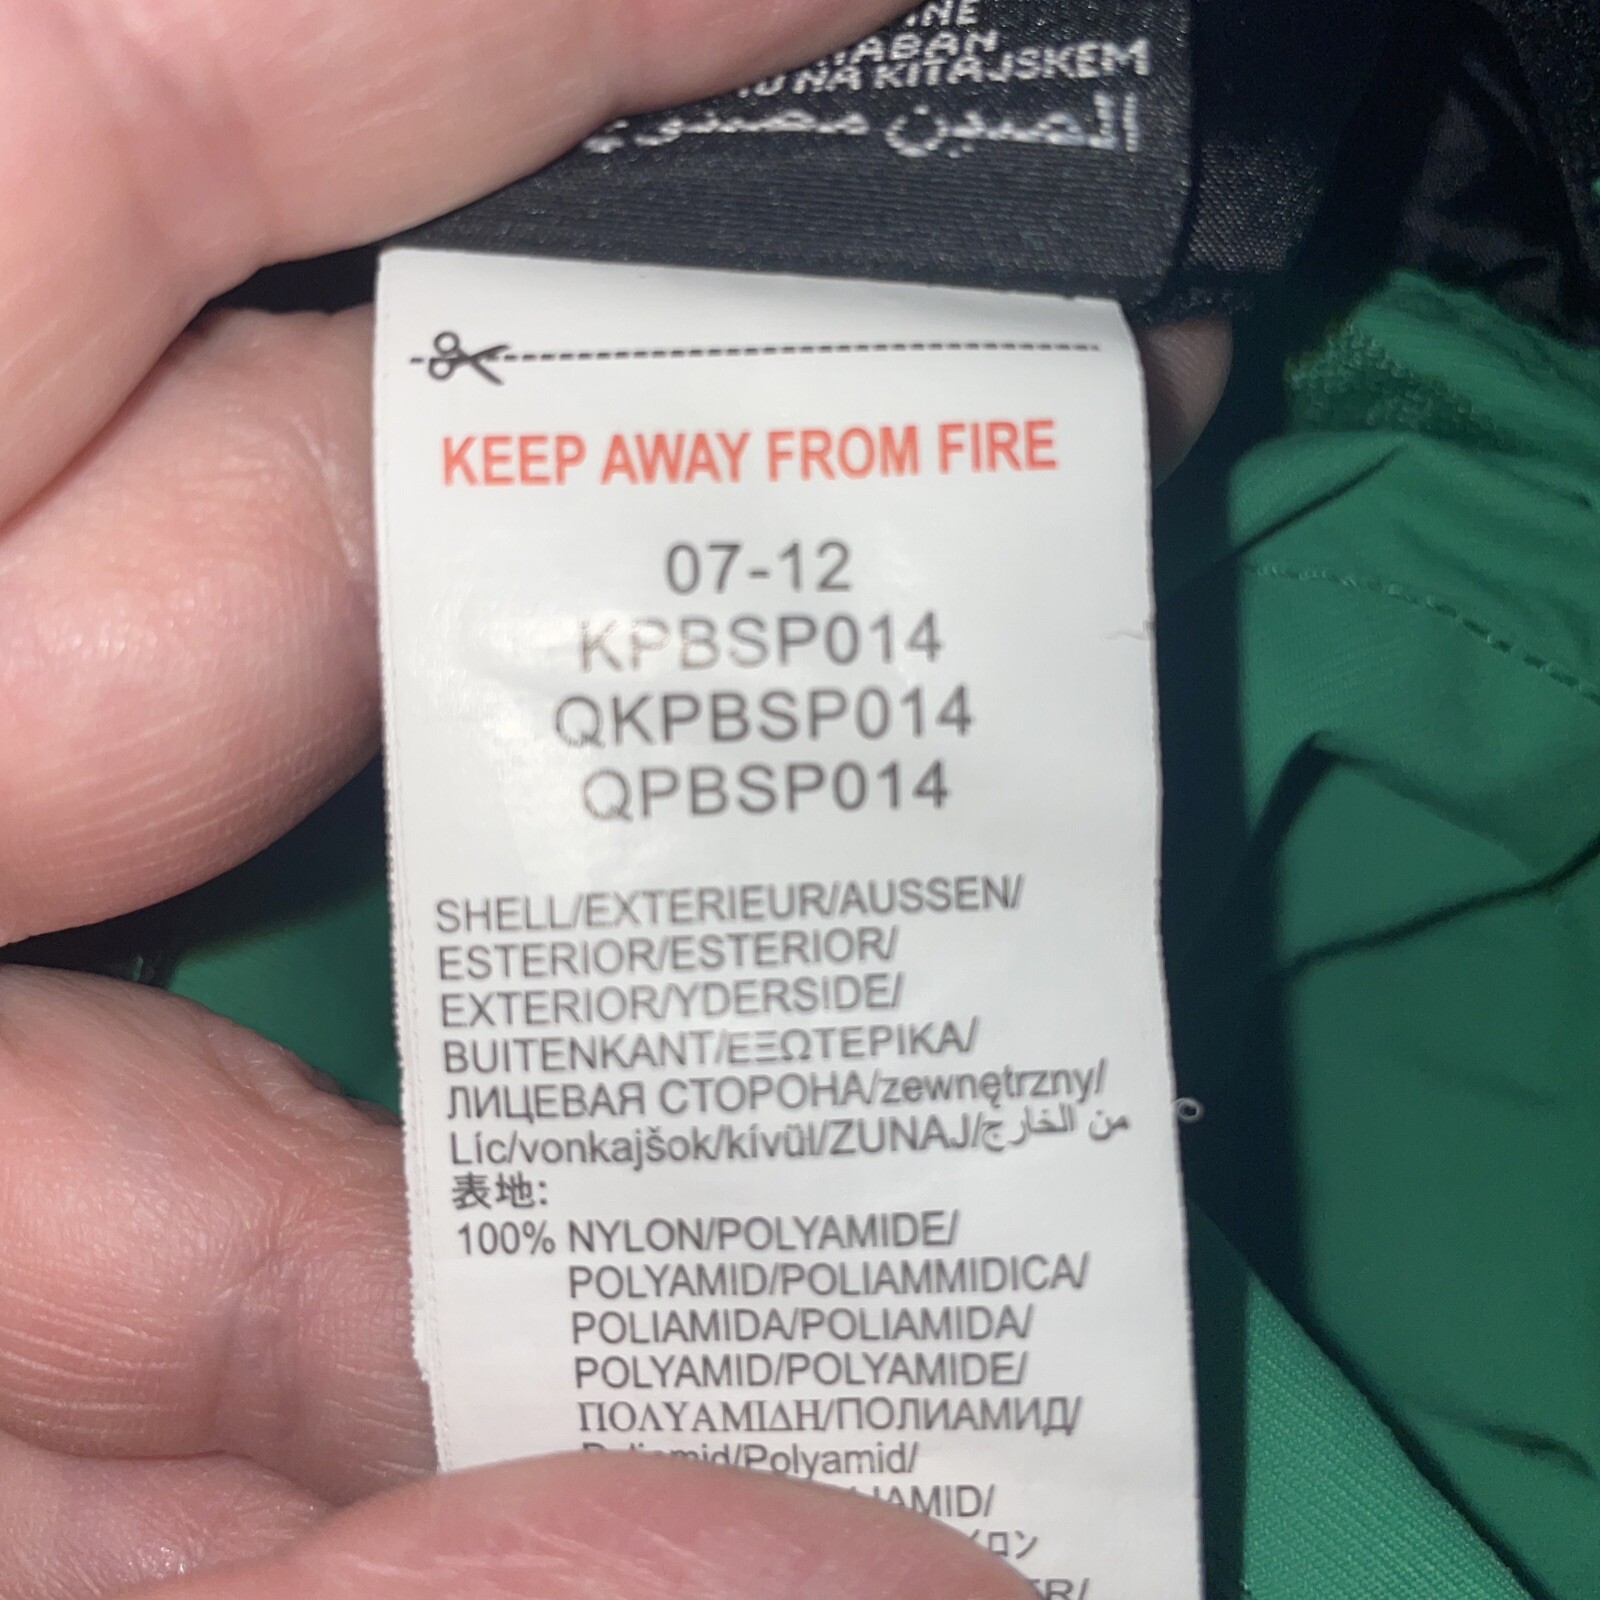 NA KITAJSKEM
الصين
KEEP AWAY FROM FIRE
07-12
KPBSP014
QKPBSP014
QPBSP014
SHELL/EXTERIEUR/AUSSEN/
ESTERIOR/ESTERIOR/
EXTERIOR/YDERSIDE/
BUITENKANT/ΕΞΩΤΕΡΙΚΑ/
ЛИЦЕВАЯ СТОРОНА/zewnętrzny/
Líc/vonkajšok/kívül/ZUNAJ/من الخارج
表地:
100% NYLON/POLYAMIDE/
POLYAMID/POLIAMMIDICA/
POLIAMIDA/POLIAMIDA/
POLYAMID/POLYAMIDE/
ΠΟΛΥΑΜΙΔΗ/ПОЛИАМИД/
Polyamid/